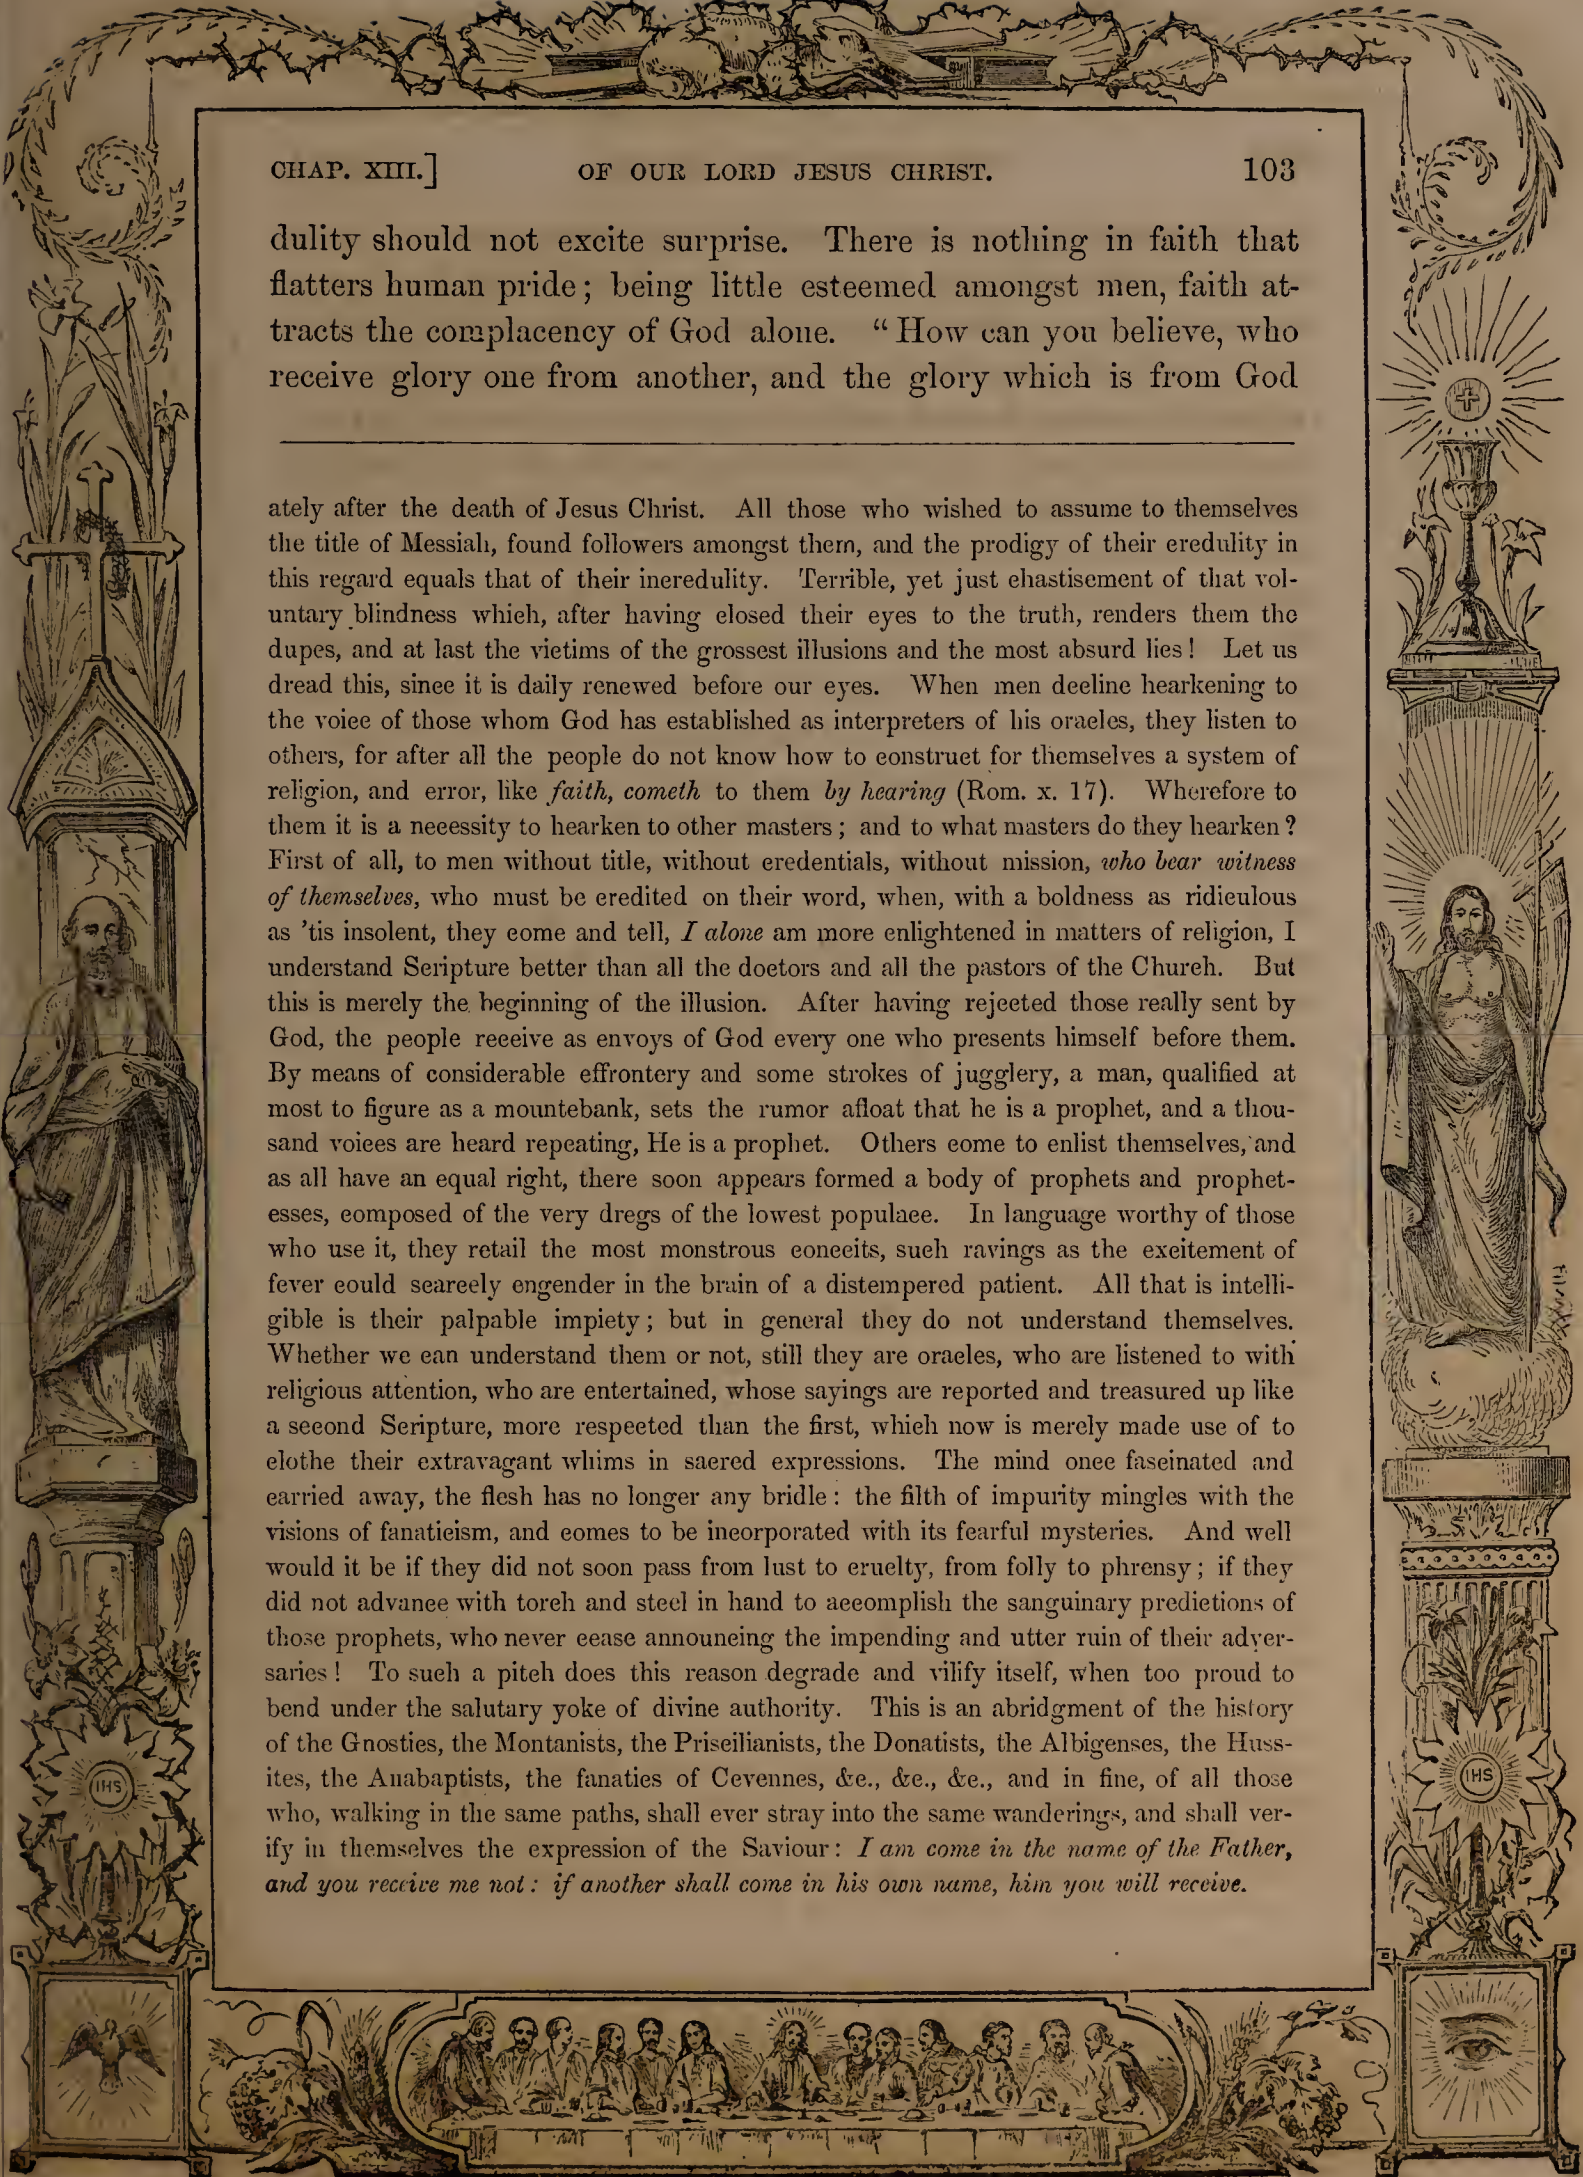 CHAP. XIII.] OF OUR LORD JESUS CHRIST. 103
dulity should not excite surprise. There is nothing in faith that
flatters human pride; being little esteemed amongst men, faith at-
tracts the complacency of God alone. “How can you believe, who
receive glory one from another, and the glory which is from God
ately after the death of Jesus Christ. All those who wished to assume to themselves
the title of Messiah, found followers amongst them, and the prodigy of their credulity in
this regard equals that of their incredulity. Terrible, yet just chastisement of that vol-
untary blindness which, after having closed their eyes to the truth, renders them the
dupes, and at last the victims of the grossest illusions and the most absurd lies! Let us
dread this, since it is daily renewed before our eyes. When men decline hearkening to
the voice of those whom God has established as interpreters of his oracles, they listen to
others, for after all the people do not know how to construct for themselves a system of
religion, and error, like faith, cometh to them by hearing (Rom. x. 17). Wherefore to
them it is a necessity to hearken to other masters; and to what masters do they hearken?
First of all, to men without title, without credentials, without mission, who bear witness
of themselves, who must be credited on their word, when, with a boldness as ridiculous
as ’tis insolent, they come and tell, I alone am more enlightened in matters of religion, I
understand Scripture better than all the doctors and all the pastors of the Church. But
this is merely the beginning of the illusion. After having rejected those really sent by
God, the people receive as envoys of God every one who presents himself before them.
By means of considerable effrontery and some strokes of jugglery, a man, qualified at
most to figure as a mountebank, sets the rumor afloat that he is a prophet, and a thou-
sand voices are heard repeating, He is a prophet. Others come to enlist themselves, and
as all have an equal right, there soon appears formed a body of prophets and prophet-
esses, composed of the very dregs of the lowest populace. In language worthy of those
who use it, they retail the most monstrous conceits, such ravings as the excitement of
fever could scarcely engender in the brain of a distempered patient. All that is intelli-
gible is their palpable impiety; but in general they do not understand themselves.
Whether we can understand them or not, still they are oracles, who are listened to with
religious attention, who are entertained, whose sayings are reported and treasured up like
a second Scripture, more respected than the first, which now is merely made use of to
clothe their extravagant whims in sacred expressions. The mind once fascinated and
carried away, the flesh has no longer any bridle: the filth of impurity mingles with the
visions of fanaticism, and comes to be incorporated with its fearful mysteries. And well
would it be if they did not soon pass from lust to cruelty, from folly to phrensy; if they
did not advance with torch and steel in hand to accomplish the sanguinary predictions of
those prophets, who never cease announcing the impending and utter ruin of their adver-
saries! To such a pitch does this reason degrade and vilify itself, when too proud to
bend under the salutary yoke of divine authority. This is an abridgment of the history
of the Gnostics, the Montanists, the Priscilianists, the Donatists, the Albigenses, the Huss-
ites, the Anabaptists, the fanatics of Cevennes, &c., &c., &c., and in fine, of all those
who, walking in the same paths, shall ever stray into the same wanderings, and shall ver-
ify in themselves the expression of the Saviour: I am come in the name of the Father,
and you receive me not: if another shall come in his own name, him you will receive.
IHS
IHS